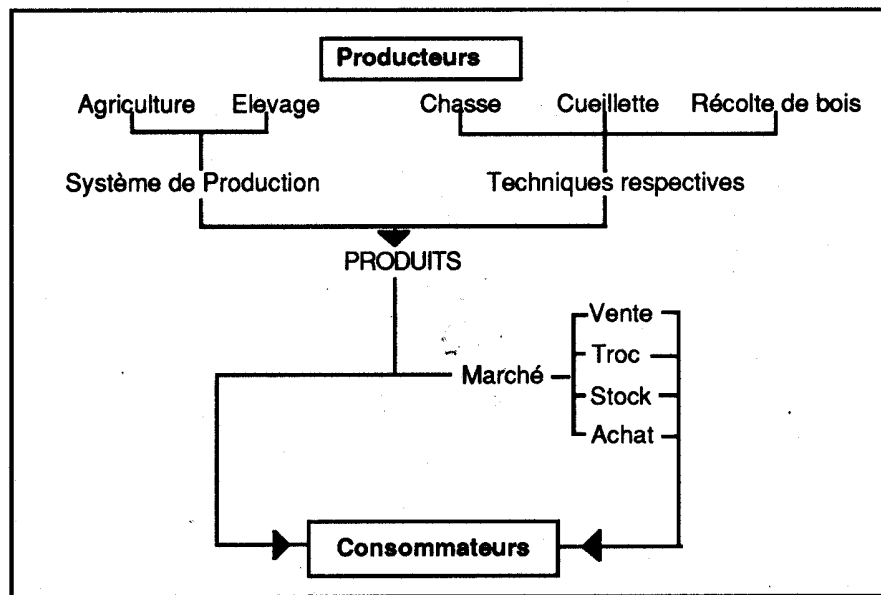 Producteurs
Agriculture Elevage Chasse Cueillette Récolte de bois
Système de Production Techniques respectives
PRODUITS
Vente
Troc
Marché
Stock
Achat
Consommateurs